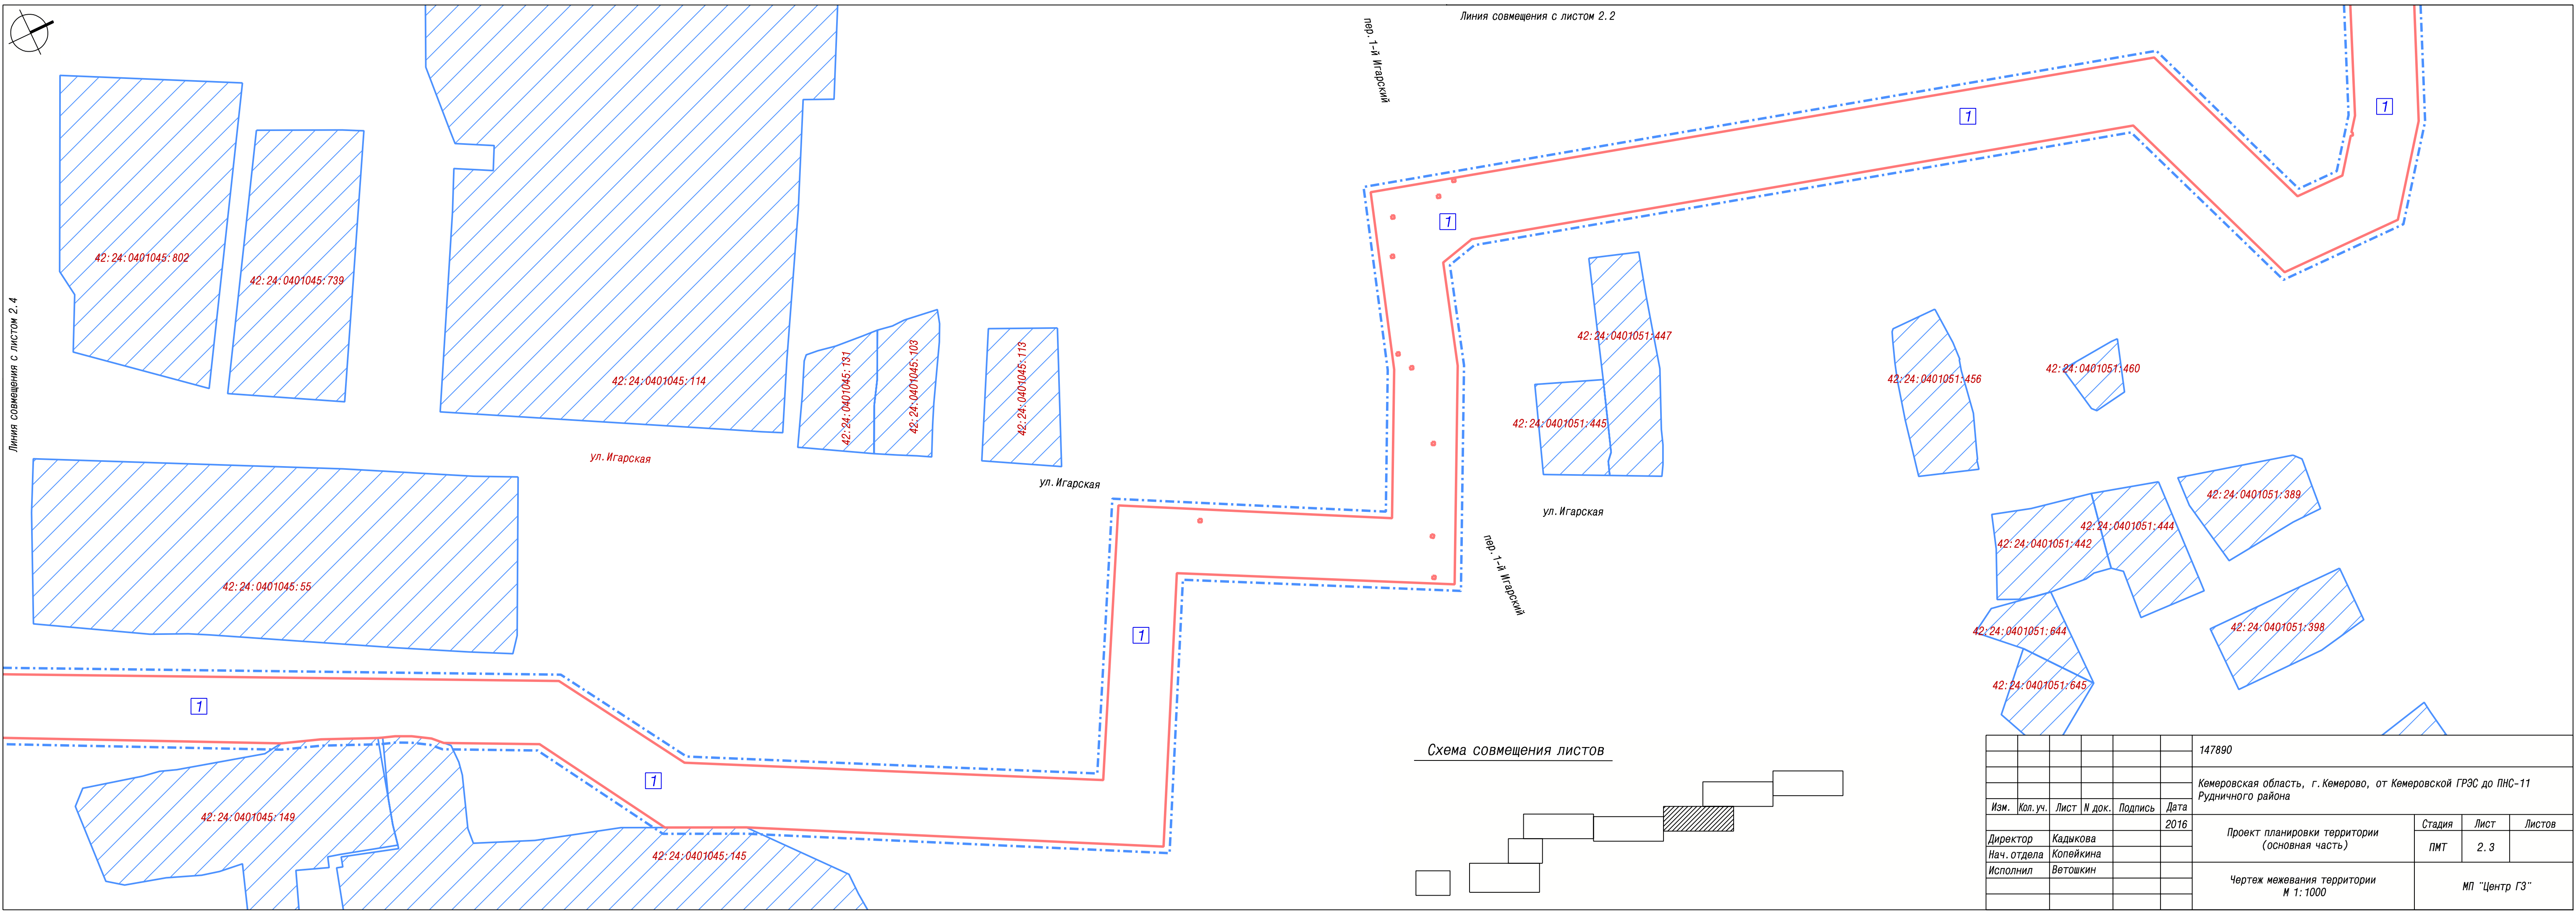 Линия совмещения с листом 2.2
пер. 1-й Игарский
1
1
1
42:24:0401045:802
42:24:0401045:739
42:24:0401045:114
42:24:0401045:131
42:24:0401045:103
42:24:0401045:113
42:24:0401051:447
42:24:0401051:445
42:24:0401051:456
42:24:0401051:460
Линия совмещения с листом 2.4
ул. Игарская
ул. Игарская
ул. Игарская
42:24:0401051:389
42:24:0401051:444
42:24:0401051:442
42:24:0401045:55
пер. 1-й Игарский
42:24:0401051:644
42:24:0401051:398
42:24:0401051:645
1
1
1
42:24:0401045:149
42:24:0401045:145
Схема совмещения листов
147890
Кемеровская область, г.Кемерово, от Кемеровской ГРЭС до ПНС-11
Рудничного района
Изм. Кол.уч. Лист N док. Подпись Дата
2016
Директор Кадыкова
Нач.отдела Копейкина
Исполнил Ветошкин
Проект планировки территории
(основная часть)
Стадия Лист Листов
ПМТ 2.3
Чертеж межевания территории
М 1:1000
МП "Центр ГЗ"